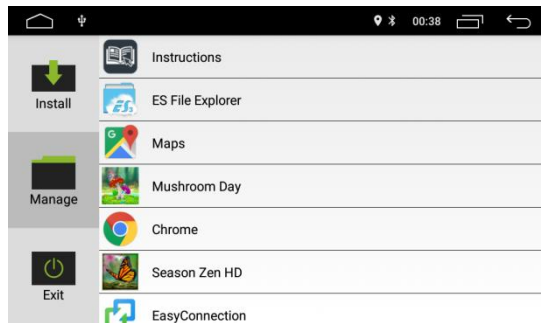 00:38
Install
Manage
Exit
Instructions
ES File Explorer
Maps
Mushroom Day
Chrome
Season Zen HD
EasyConnection